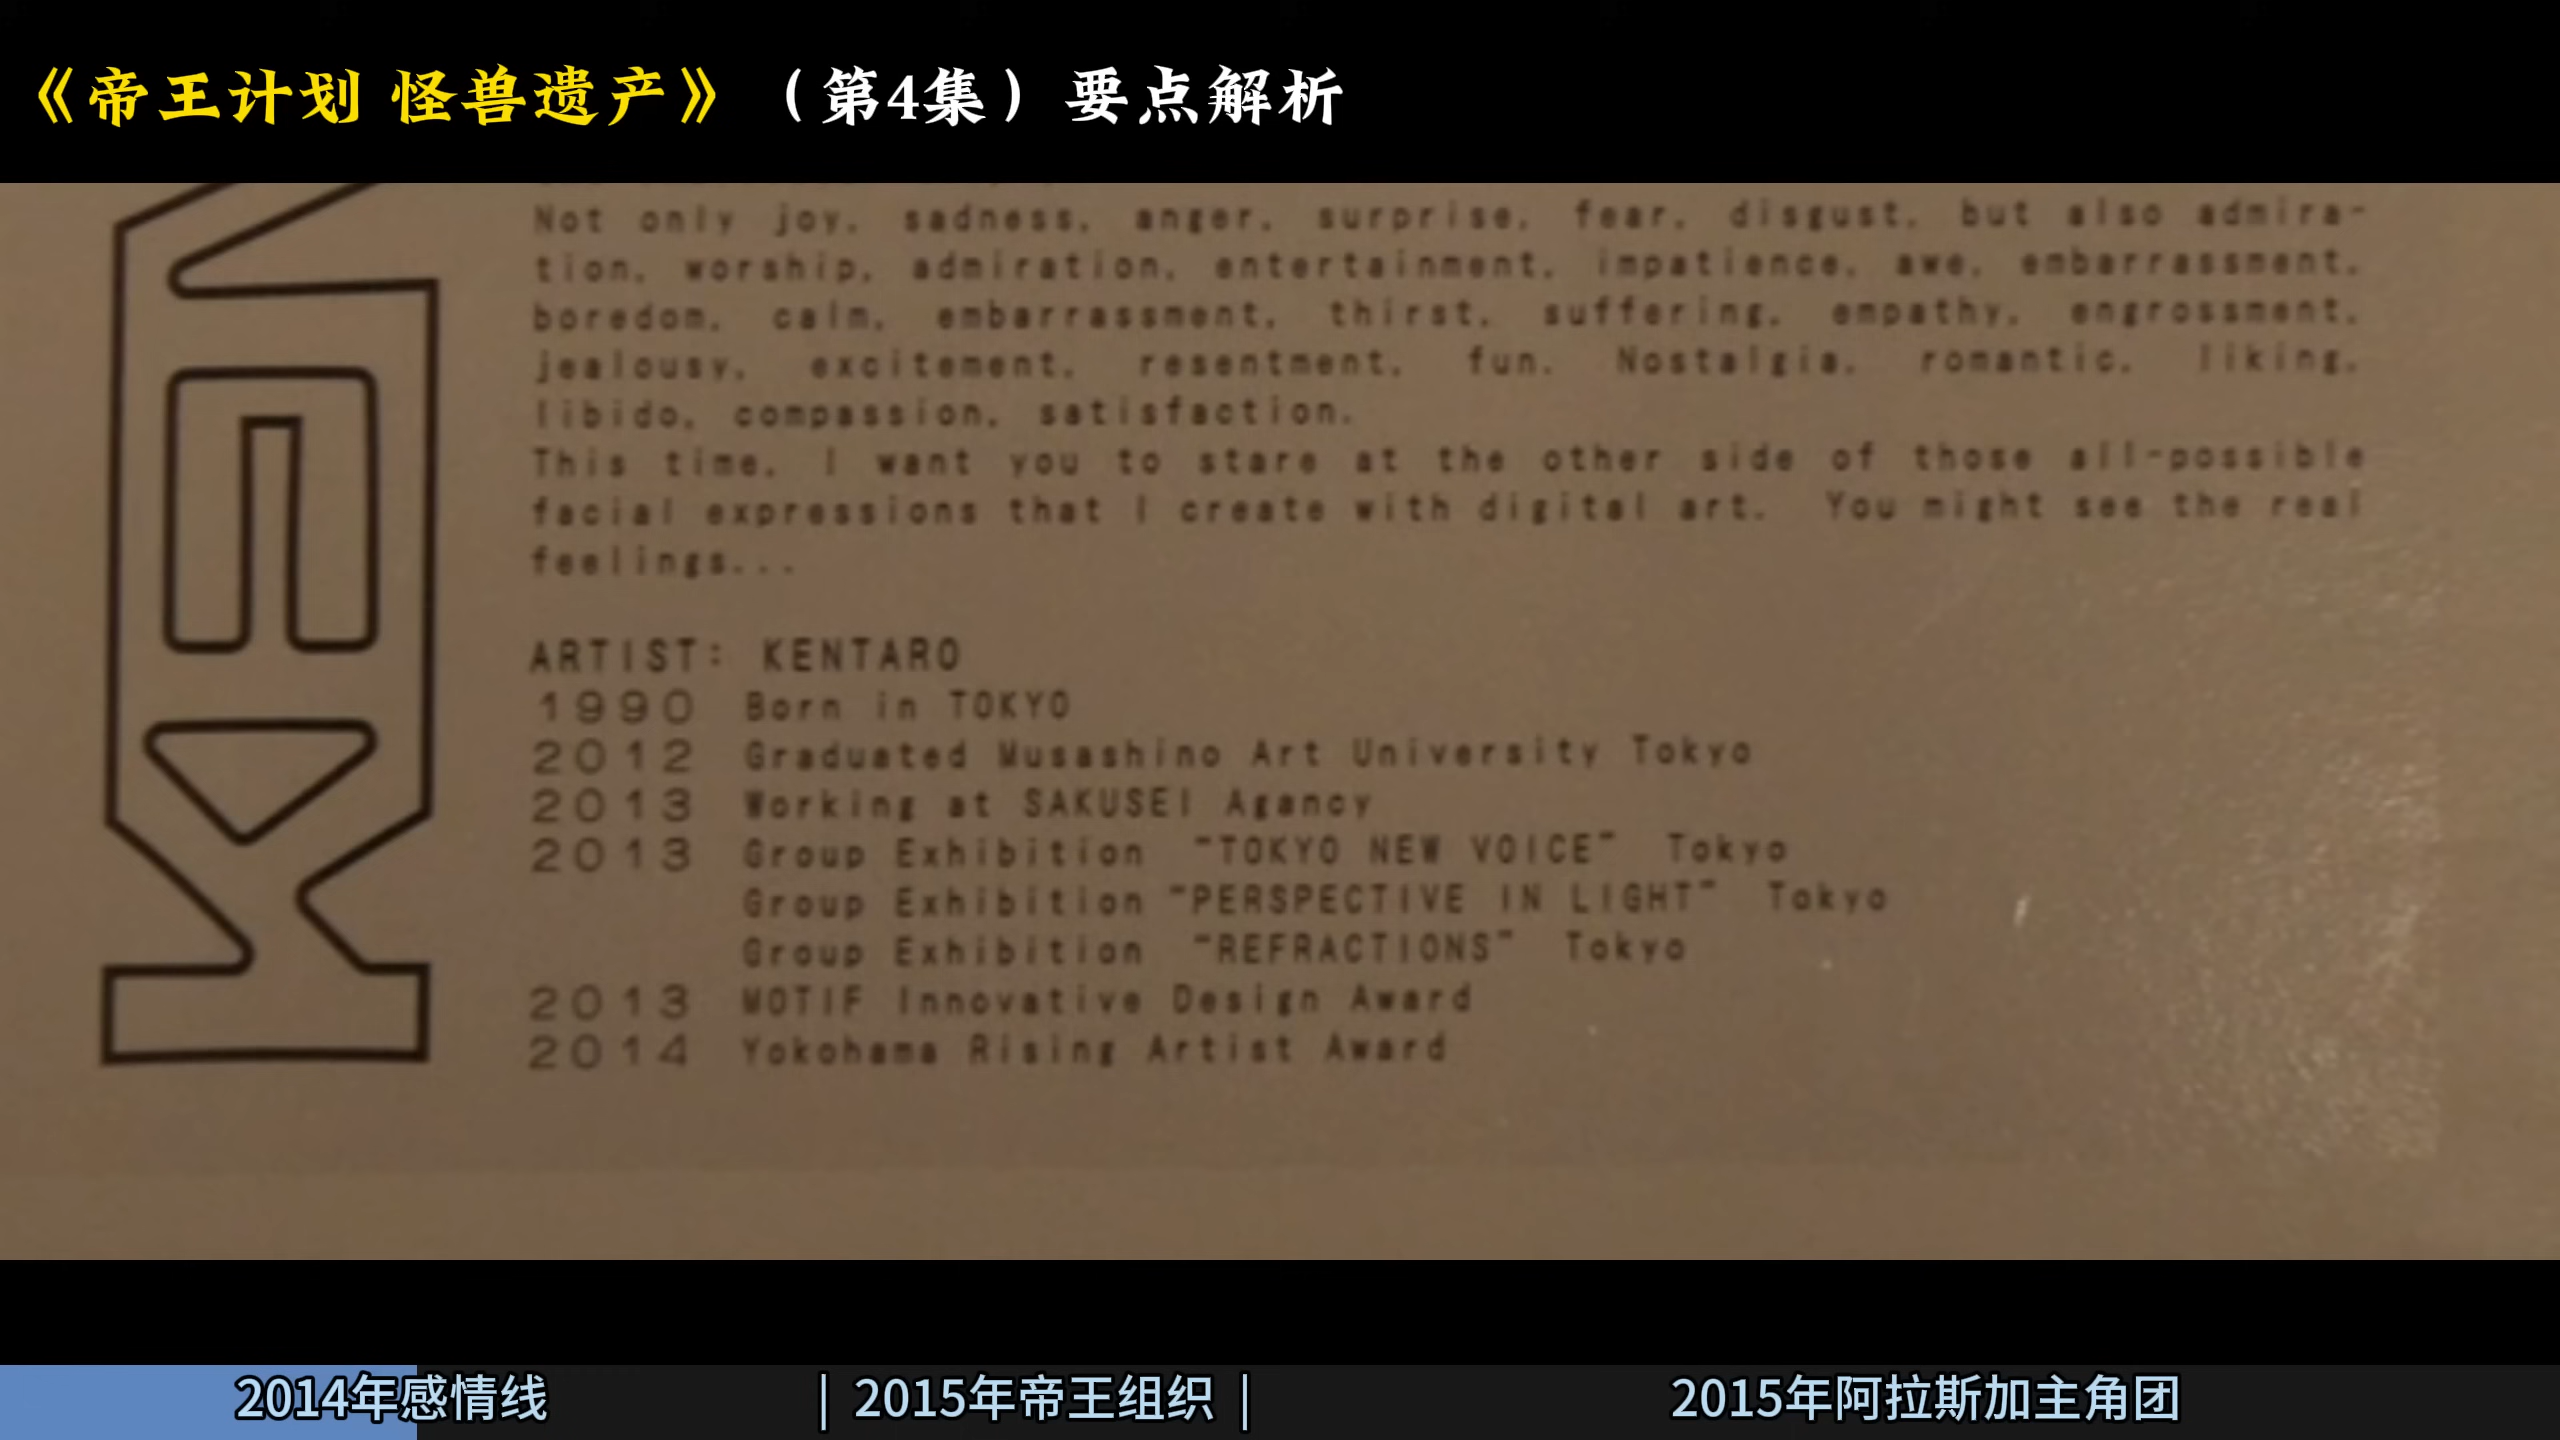 《帝王计划 怪兽遗产》（第4集）要点解析
Not only joy, sadness, anger, surprise, fear, disgust, but also admira-
tion, worship, admiration, entertainment, impatience, awe, embarrassment,
boredom, calm, embarrassment, thirst, suffering, empathy, engrossment,
jealousy, excitement, resentment, fun. Nostalgia, romantic, liking,
libido, compassion, satisfaction.
This time, I want you to stare at the other side of those all-possible
facial expressions that I create with digital art. You might see the real
feelings...
ARTIST: KENTARO
1990 Born in TOKYO
2012 Graduated Musashino Art University Tokyo
2013 Working at SAKUSEI Agancy
2013 Group Exhibition "TOKYO NEW VOICE" Tokyo
Group Exhibition "PERSPECTIVE IN LIGHT" Tokyo
Group Exhibition "REFRACTIONS" Tokyo
2013 MOTIF Innovative Design Award
2014 Yokohama Rising Artist Award
2014年感情线 | 2015年帝王组织 | 2015年阿拉斯加主角团